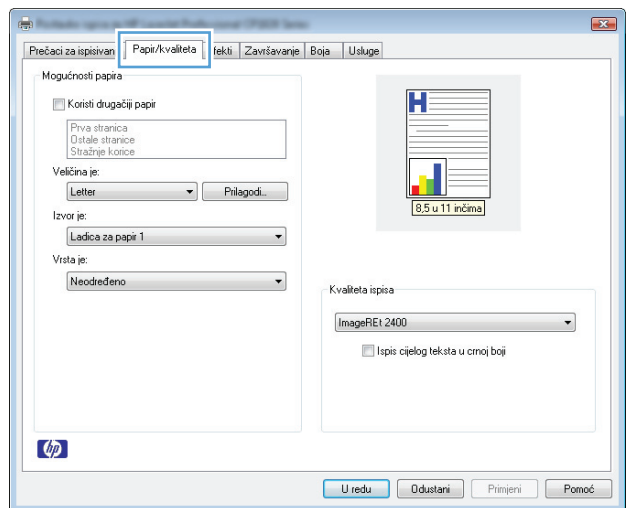 Prečaci za ispisivan
Papir/kvaliteta
fekti
Završavanje
Boja
Usluge
Mogućnosti papira
Koristi drugačiji papir
Prva stranica
Ostale stranice
Stražnje korice
Veličina je:
Letter
Prilagodi...
Izvor je:
Ladica za papir 1
Vrsta je:
Neodređeno
H
8,5 u 11 inčima
Kvaliteta ispisa
ImageREt 2400
Ispis cijelog teksta u crnoj boji
hp
U redu
Odustani
Primjeni
Pomoć